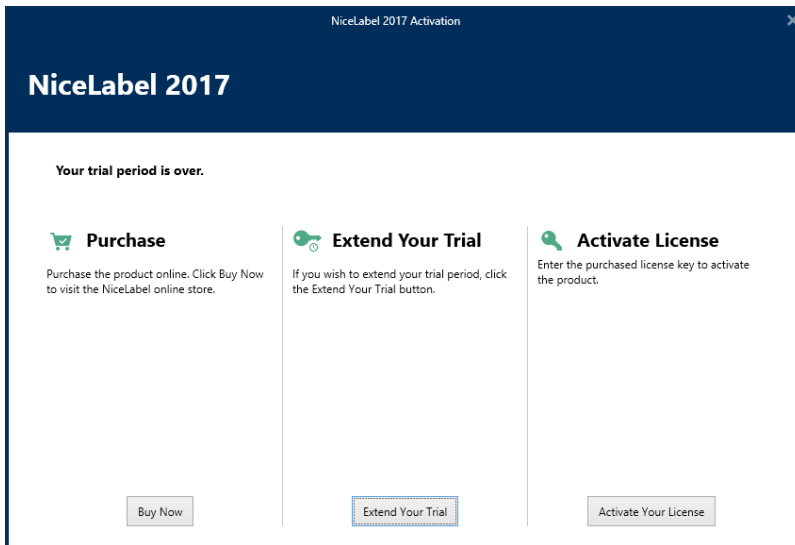 NiceLabel 2017 Activation
NiceLabel 2017
Your trial period is over.
Purchase
Purchase the product online. Click Buy Now
to visit the NiceLabel online store.
Buy Now
Extend Your Trial
If you wish to extend your trial period, click
the Extend Your Trial button.
Extend Your Trial
Activate License
Enter the purchased license key to activate
the product.
Activate Your License